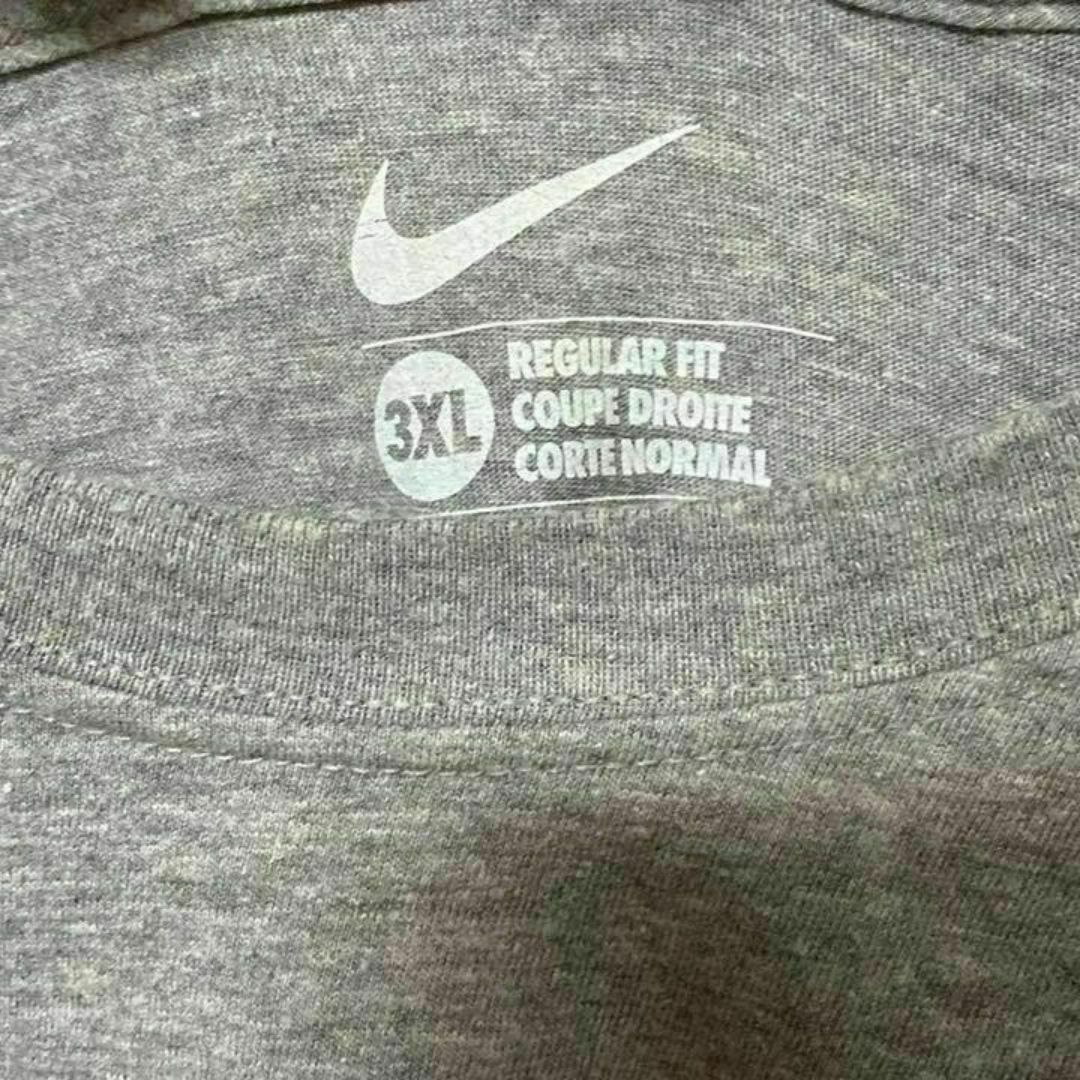 3XL
REGULAR FIT
COUPE DROITE
CORTE NORMAL